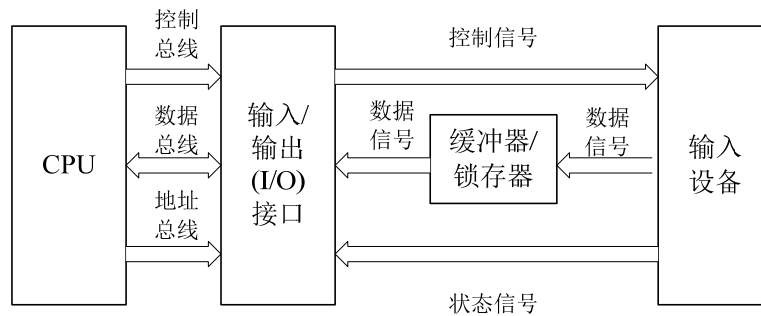 控制
总线
控制信号
数据
总线
输入/
输出
(I/O)
接口
数据
信号
缓冲器/
锁存器
数据
信号
CPU
输入
设备
地址
总线
状态信号